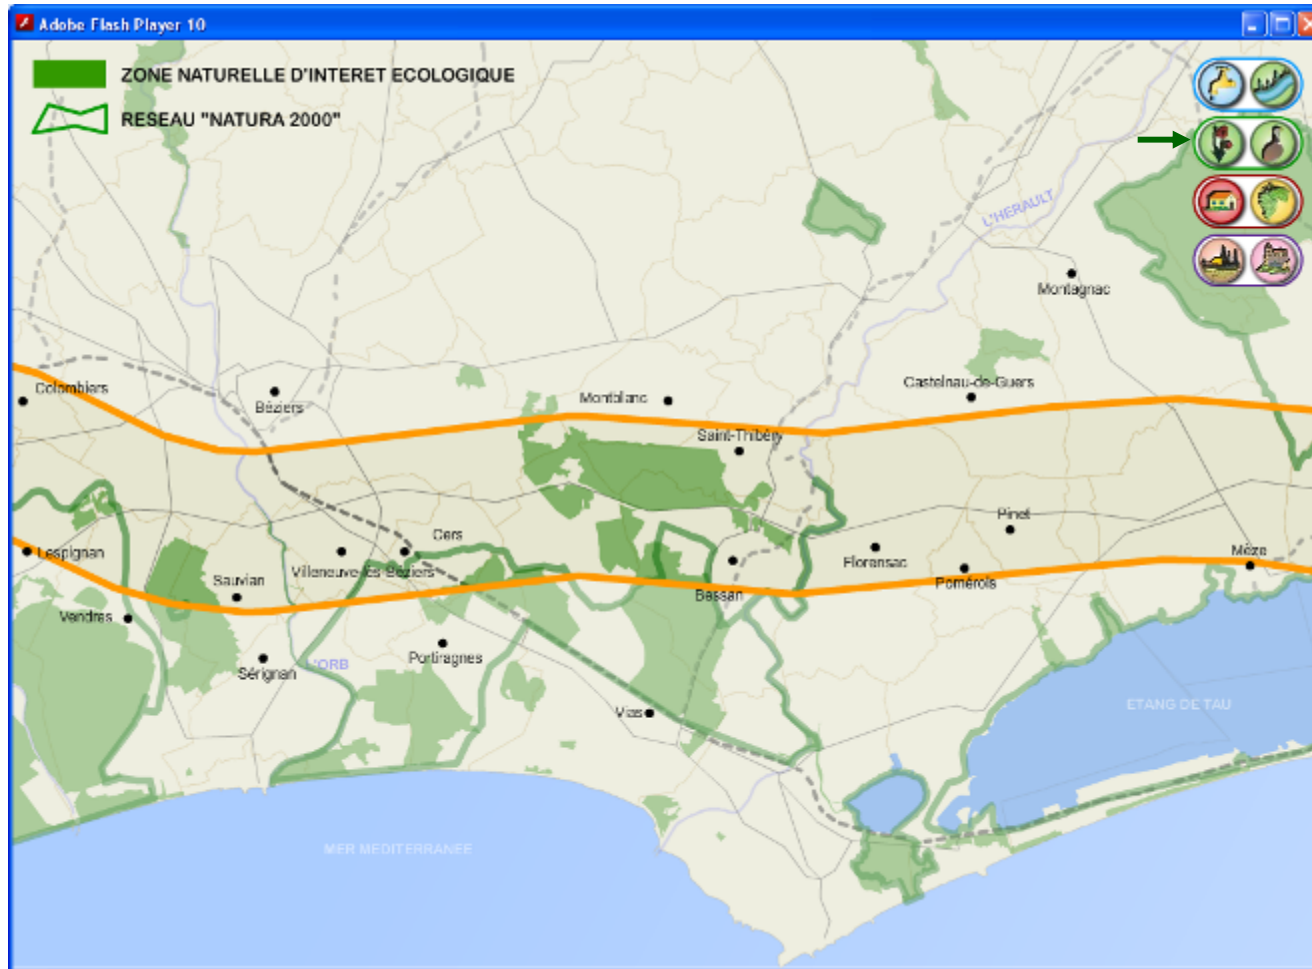 Adobe Flash Player 10
ZONE NATURELLE D'INTERET ECOLOGIQUE
RESEAU "NATURA 2000"
L'HERAULT
Montagnac
Colombiers
Béziers
Montblanc
Castelnau-de-Guers
Saint-Thibéry
Pinet
Cers
Lespignan
Sauvian
Villeneuve-lès-Béziers
Florensac
Mèze
Pomérols
Bessan
Vendres
Portiragnes
L'ORB
Sérignan
Vias
ETANG DE TAU
MER MEDITERRANEE